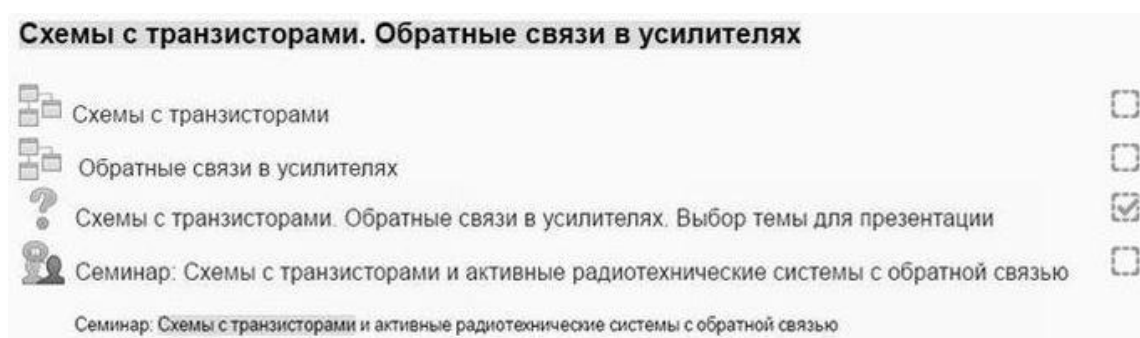 Схемы с транзисторами. Обратные связи в усилителях
Схемы с транзисторами
Обратные связи в усилителях
Схемы с транзисторами. Обратные связи в усилителях. Выбор темы для презентации
Семинар: Схемы с транзисторами и активные радиотехнические системы с обратной связью
Семинар: Схемы с транзисторами и активные радиотехнические системы с обратной связью